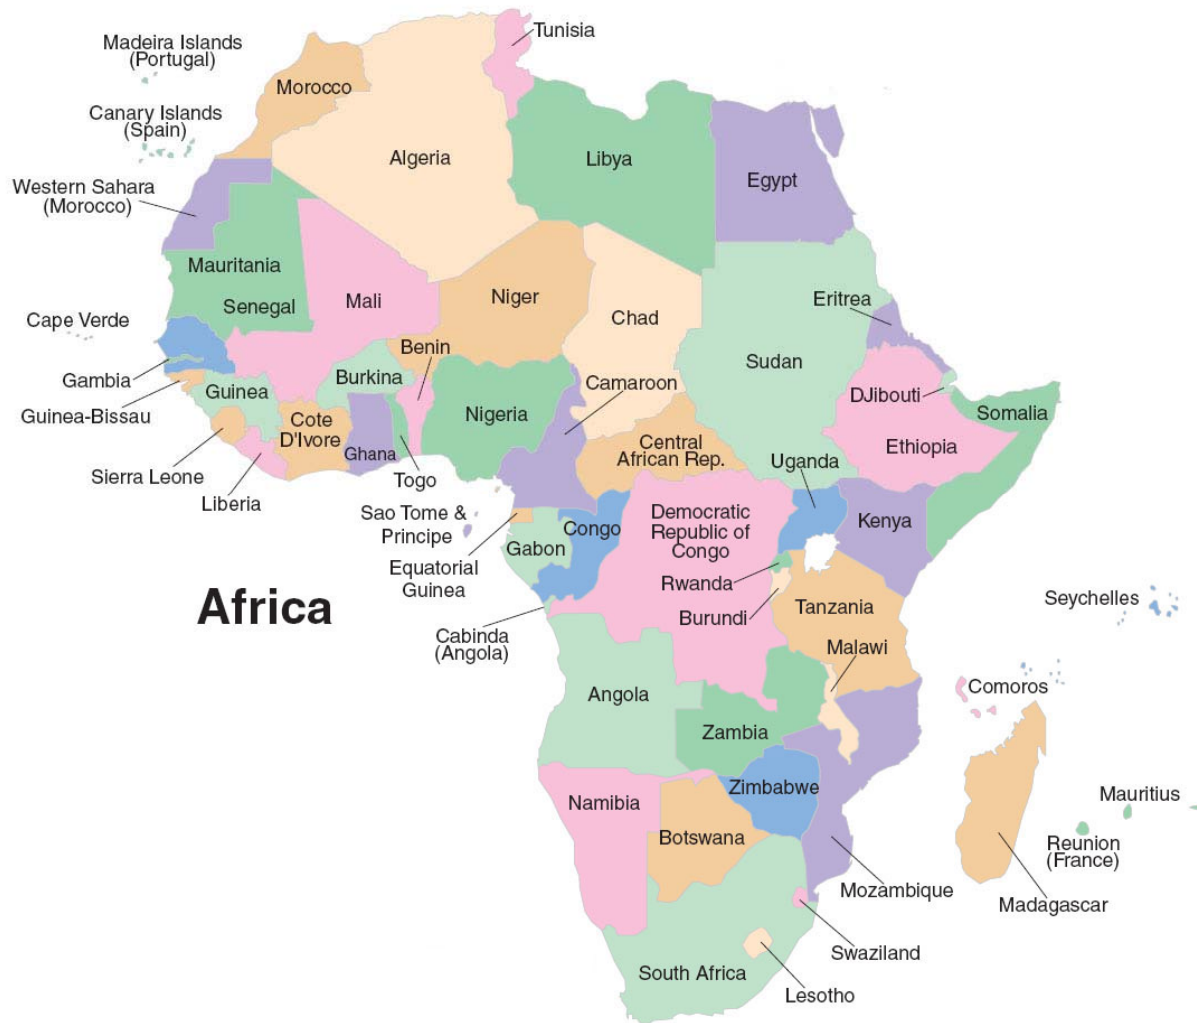 Tunisia
Madeira Islands
(Portugal)
Morocco
Canary Islands
(Spain)
Algeria
Libya
Egypt
Western Sahara
(Morocco)
Mauritania
Senegal
Mali
Niger
Chad
Eritrea
Cape Verde
Benin
Sudan
Gambia
Guinea
Burkina
Camaroon
DJibouti
Somalia
Guinea-Bissau
Cote
D'Ivore
Nigeria
Ghana
Central
African Rep.
Ethiopia
Sierra Leone
Togo
Uganda
Liberia
Sao Tome &
Principe
Congo
Democratic
Republic of
Congo
Kenya
Gabon
Equatorial
Guinea
Rwanda
Africa
Burundi
Tanzania
Seychelles
Cabinda
(Angola)
Malawi
Comoros
Angola
Zambia
Zimbabwe
Namibia
Mauritius
Botswana
Reunion
(France)
Mozambique
Madagascar
Swaziland
South Africa
Lesotho